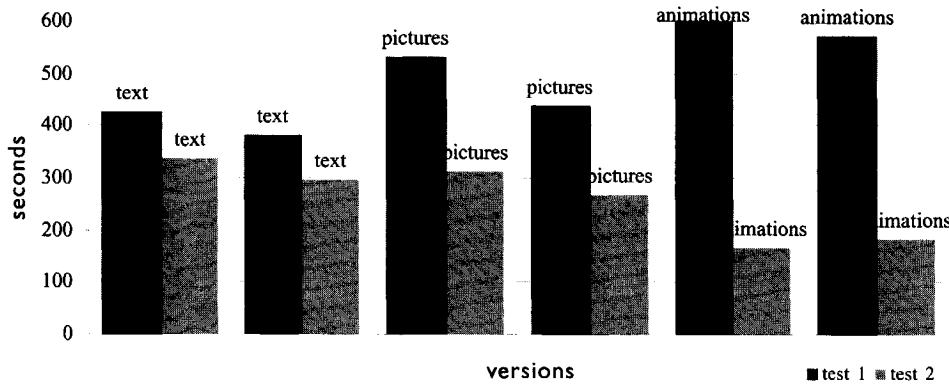 600
500
400
300
200
100
0
seconds
text
text
text
text
pictures
pictures
pictures
pictures
animations
imations
animations
imations
versions
test 1
test 2